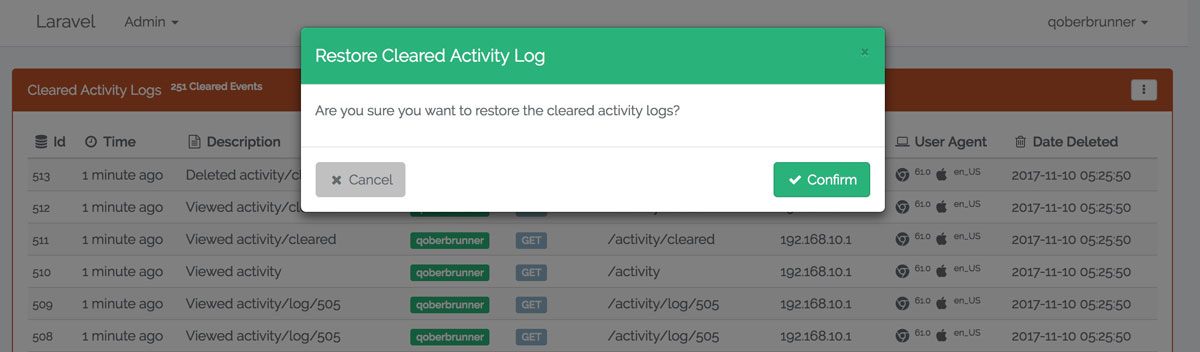 Laravel Admin qoberbrunner
Restore Cleared Activity Log ×
Cleared Activity Logs 251 Cleared Events
Are you sure you want to restore the cleared activity logs?
Id Time Description User Agent Date Deleted
Cancel Confirm
513 1 minute ago Deleted activity/cl 61.0 en_US 2017-11-10 05:25:50
512 1 minute ago Viewed activity/cl 61.0 en_US 2017-11-10 05:25:50
511 1 minute ago Viewed activity/cleared qoberbrunner GET /activity/cleared 192.168.10.1 61.0 en_US 2017-11-10 05:25:50
510 1 minute ago Viewed activity qoberbrunner GET /activity 192.168.10.1 61.0 en_US 2017-11-10 05:25:50
509 1 minute ago Viewed activity/log/505 qoberbrunner GET /activity/log/505 192.168.10.1 61.0 en_US 2017-11-10 05:25:50
508 1 minute ago Viewed activity/log/505 qoberbrunner GET /activity/log/505 192.168.10.1 61.0 en_US 2017-11-10 05:25:50